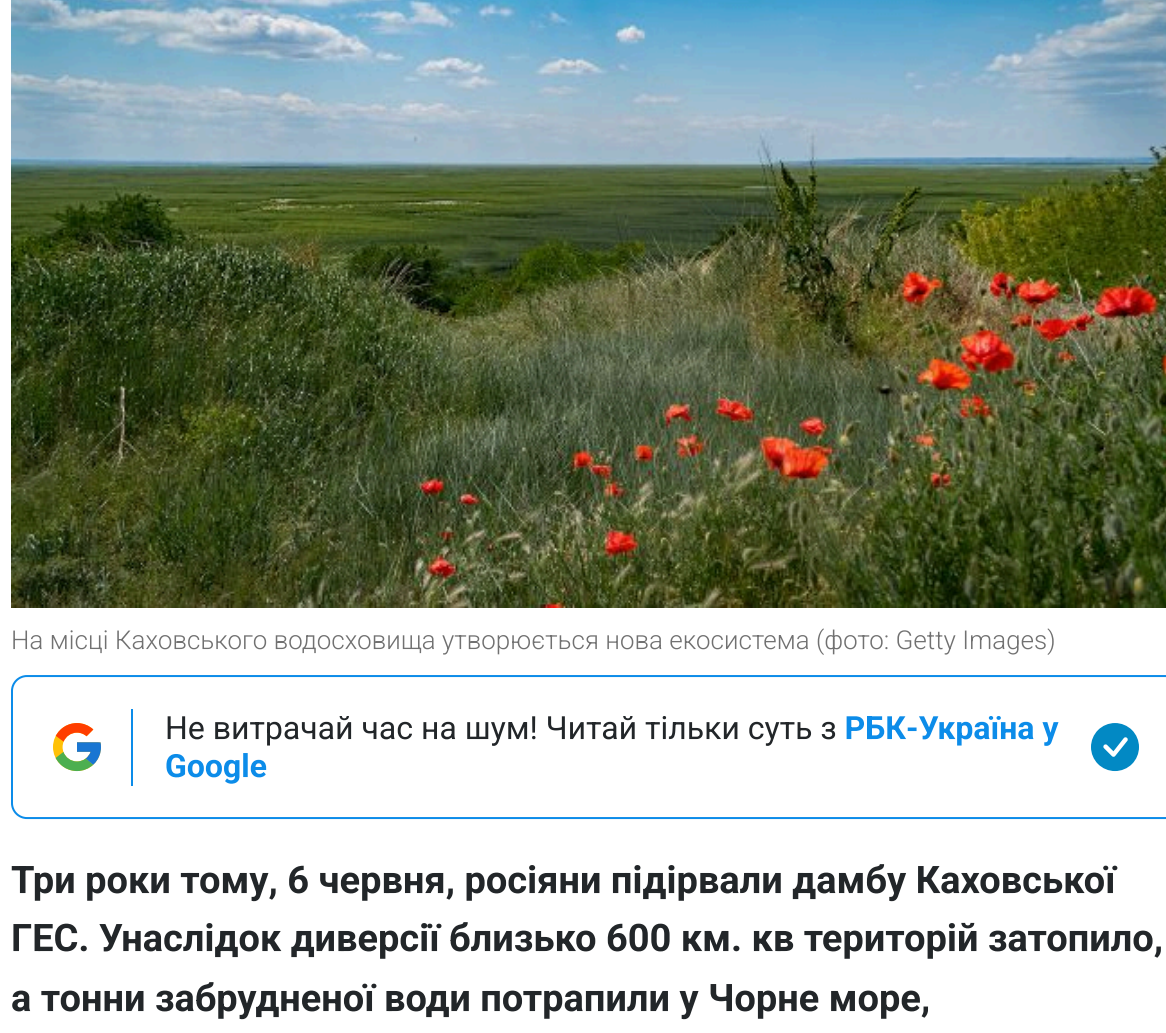 На місці Каховського водосховища утворюється нова екосистема (фото: Getty Images)
Не витрачай час на шум! Читай тільки суть з РБК-Україна у
Google
Три роки тому, 6 червня, росіяни підірвали дамбу Каховської
ГЕС. Унаслідок диверсії близько 600 км. кв територій затопило,
а тонни забрудненої води потрапили у Чорне море,